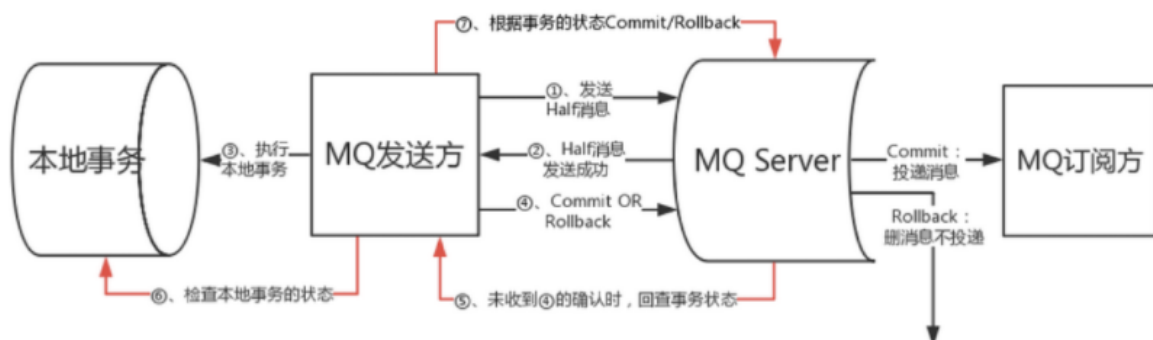 ⑦、根据事务的状态Commit/Rollback
①、发送
Half消息
本地事务
③、执行
本地事务
MQ发送方
②、Half消息
发送成功
MQ Server
Commit：
投递消息
MQ订阅方
④、Commit OR
Rollback
Rollback：
删消息不投递
⑥、检查本地事务的状态
⑤、未收到④的确认时，回查事务状态